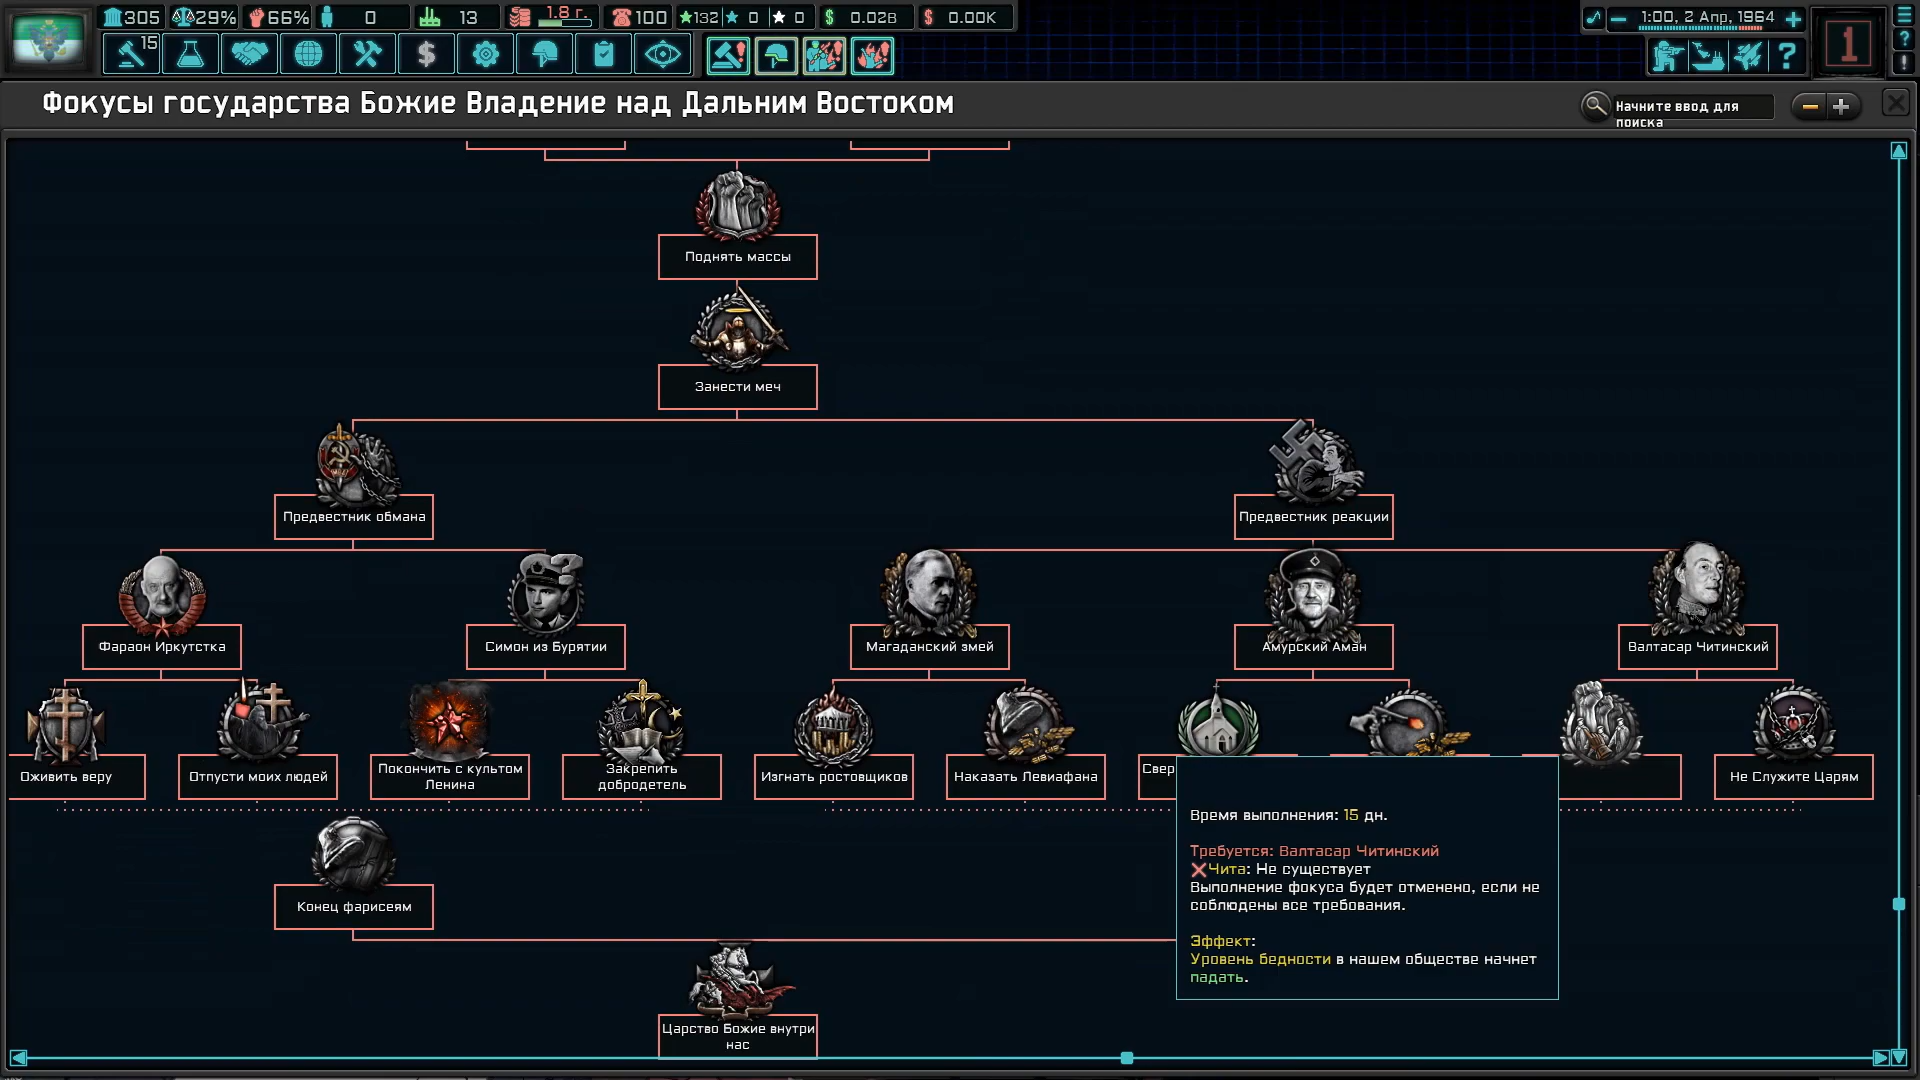 305
29%
66%
0
13
1.8 г.
100
132
0
0
0.02B
0.00K
1:00, 2 Апр, 1964
15
1
Фокусы государства Божие Владение над Дальним Востоком
Начните ввод для
поиска
Поднять массы
Занести меч
Предвестник обмана
Предвестник реакции
Фараон Иркутстка
Симон из Бурятии
Магаданский змей
Амурский Аман
Валтасар Читинский
Оживить веру
Отпусти моих людей
Покончить с культом
Ленина
Закрепить
добродетель
Изгнать ростовщиков
Наказать Левиафана
Свер
Не Служите Царям
Время выполнения: 15 дн.
Требуется: Валтасар Читинский
Чита: Не существует
Выполнение фокуса будет отменено, если не
соблюдены все требования.
Эффект:
Уровень бедности в нашем обществе начнет
падать.
Конец фарисеям
Царство Божие внутри
нас